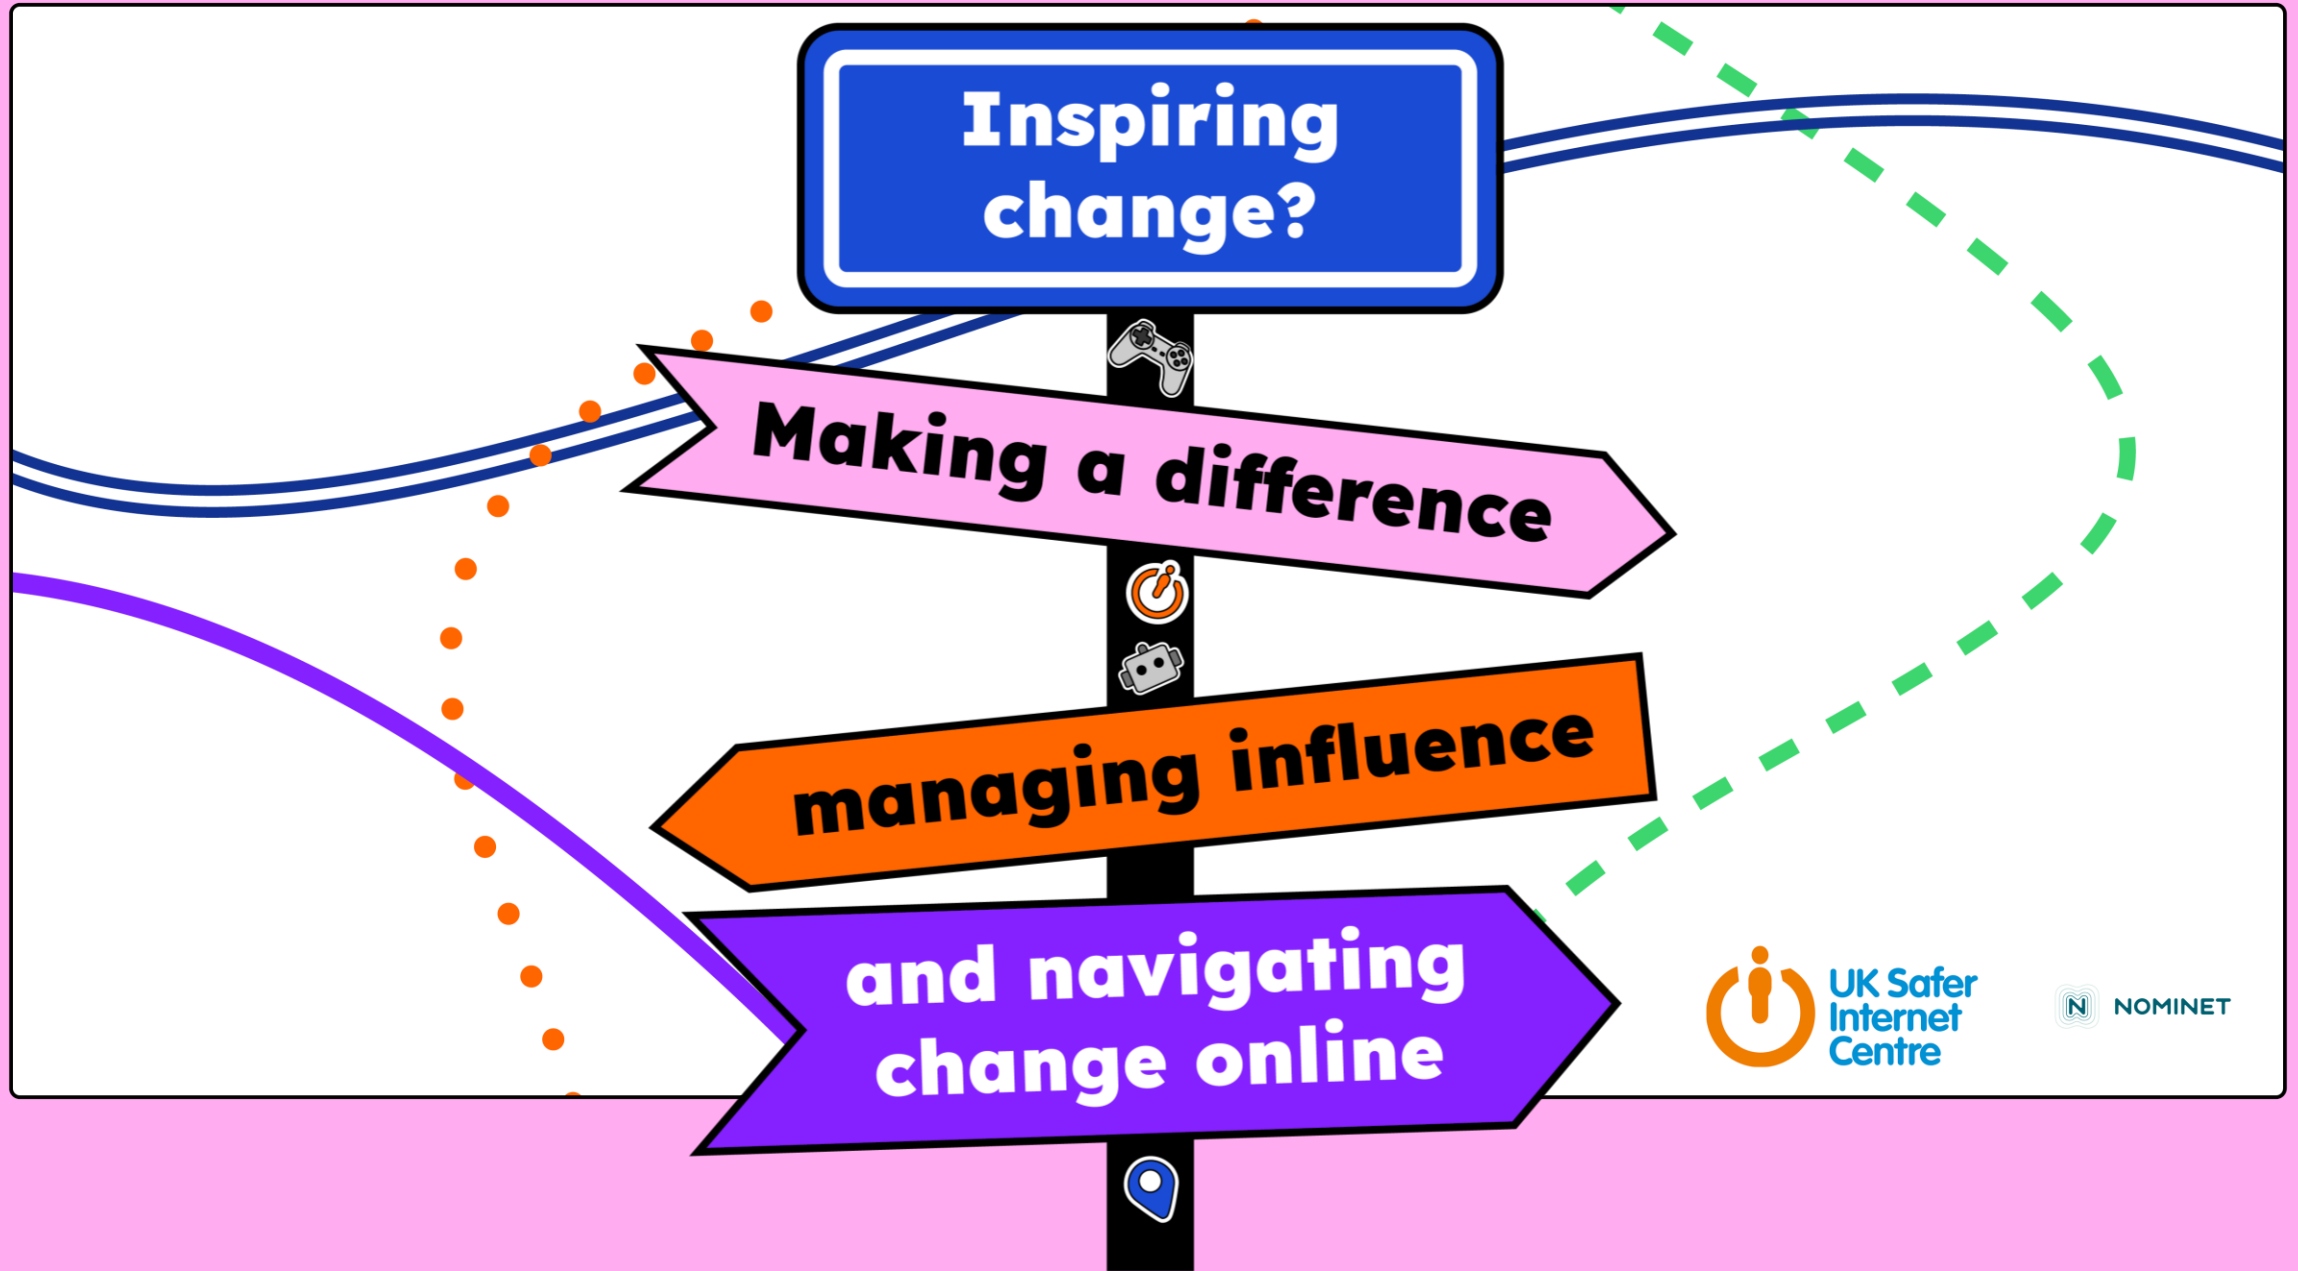 Inspiring
change?
Making a difference
managing influence
and navigating
change online
UK Safer
Internet
Centre
N NOMINET